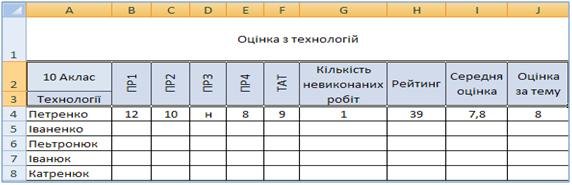 A B C D E F G H I J
1 Оцінка з технологій
2 10 Аклас ПР1 ПР2 ПР3 ПР4 ТАТ Кількість невиконаних робіт Рейтинг Середня оцінка Оцінка за тему
3 Технології
4 Петренко 12 10 н 8 9 1 39 7,8 8
5 Іваненко
6 Пеьтронюк
7 Іванюк
8 Катренюк